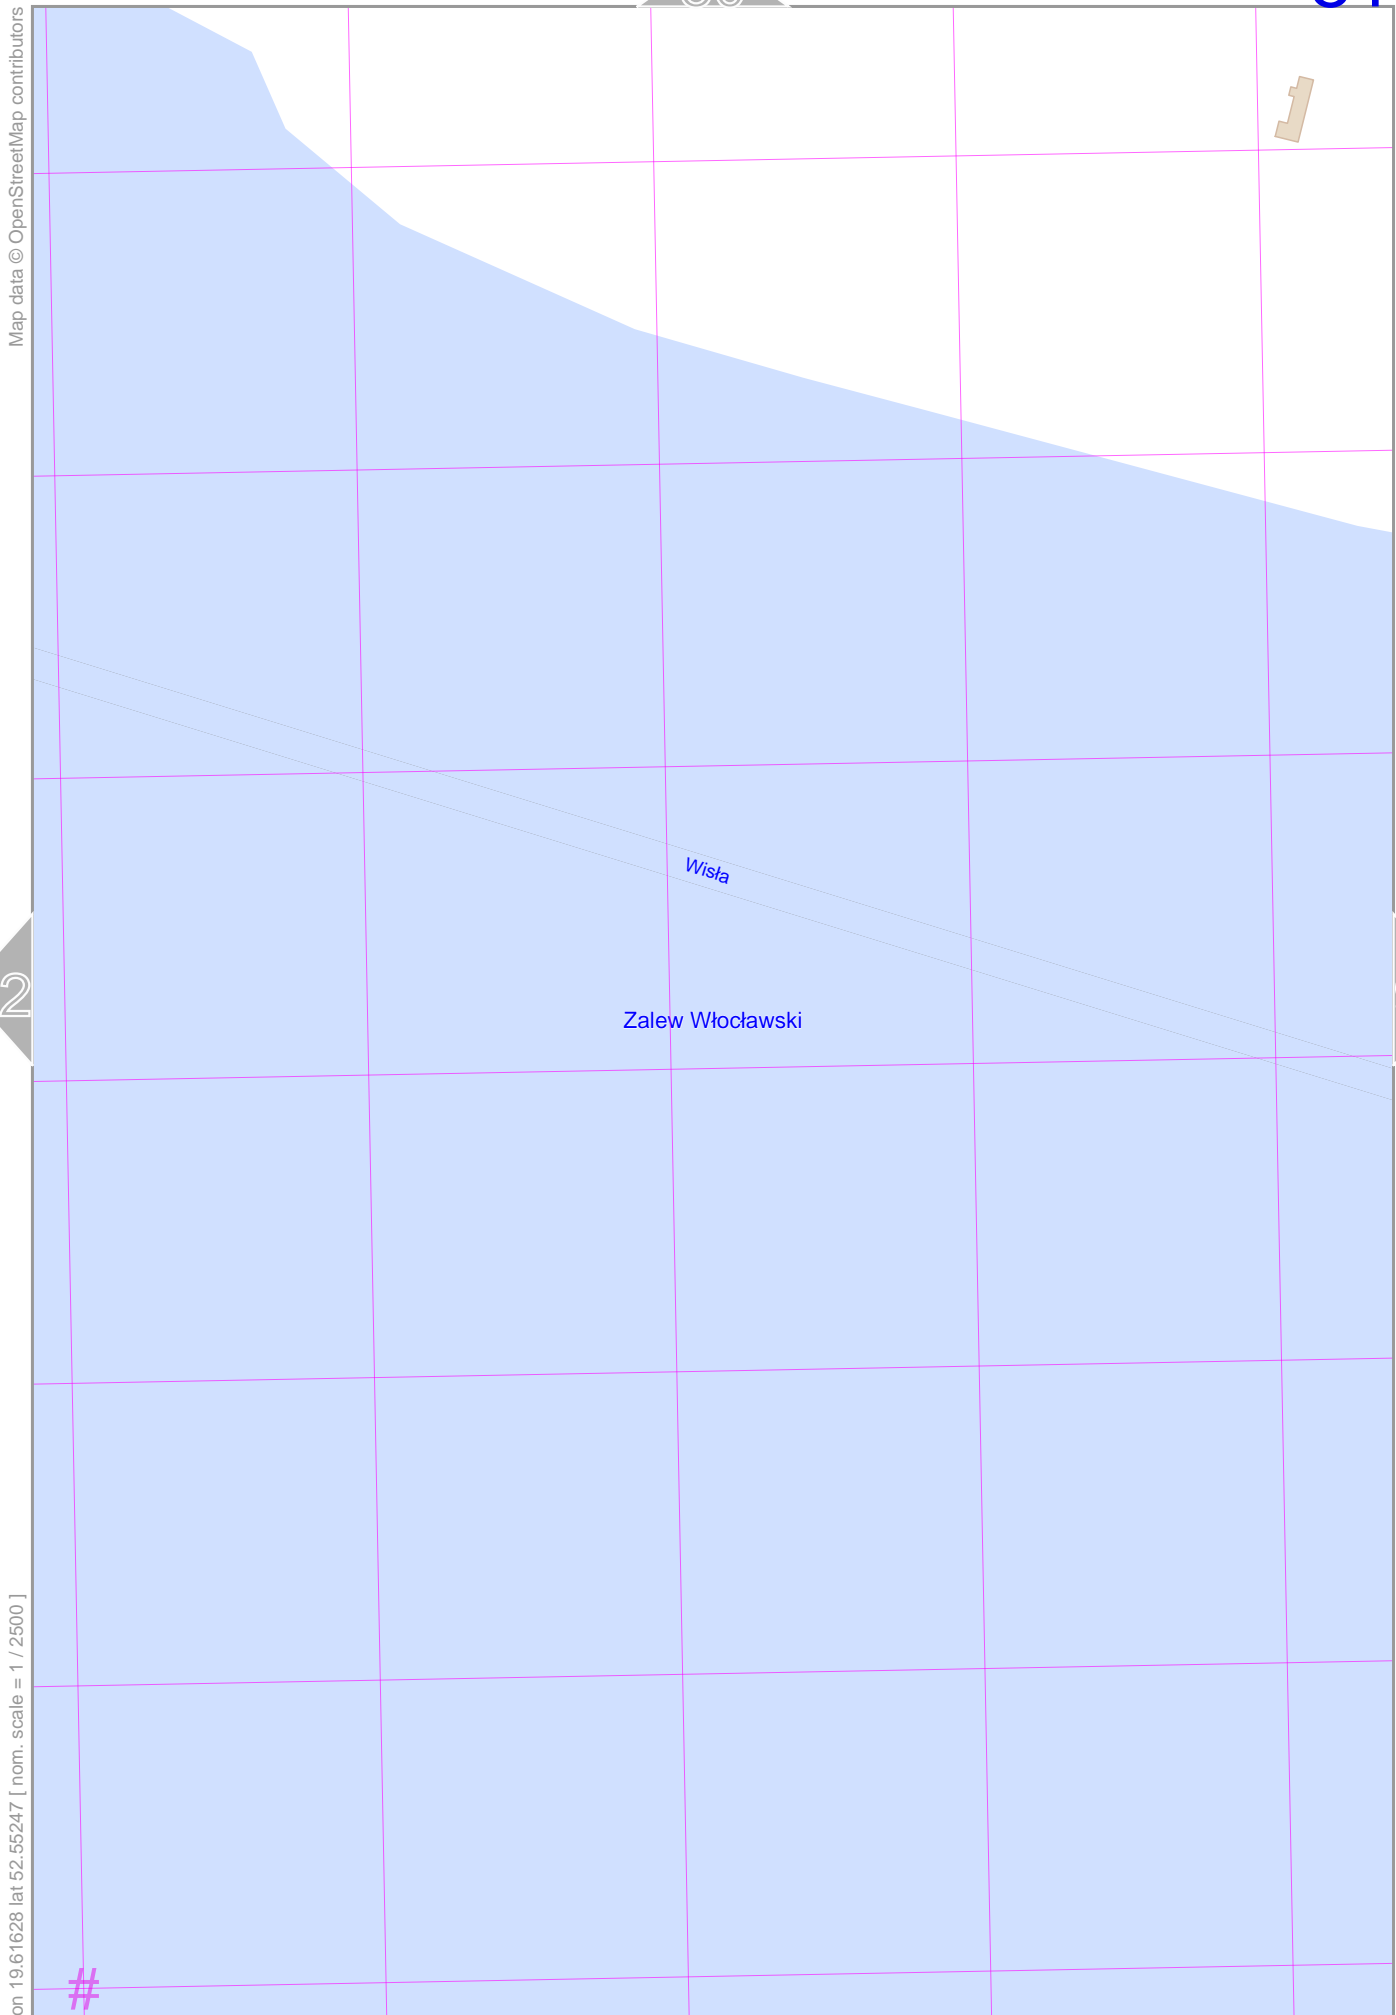 Map data © OpenStreetMap contributors
Wisła
2
Zalew Włocławski
on 19.61628 lat 52.55247 [ nom. scale = 1 / 2500 ]
#